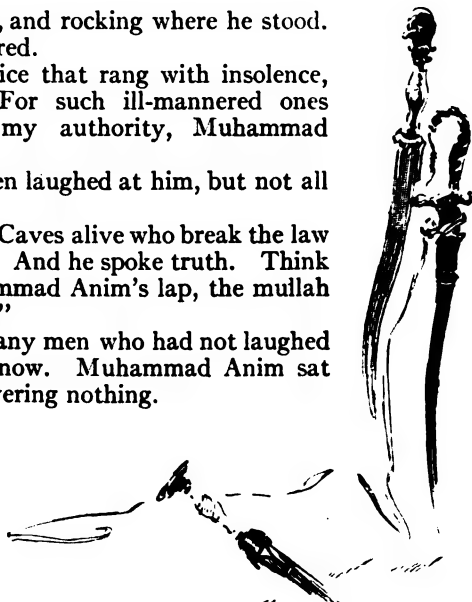 , and rocking where he stood.
red.
ice that rang with insolence,
For such ill-mannered ones
my authority, Muhammad
en laughed at him, but not all
Caves alive who break the law
And he spoke truth. Think
mmad Anim's lap, the mullah
”
any men who had not laughed
now. Muhammad Anim sat
vering nothing.